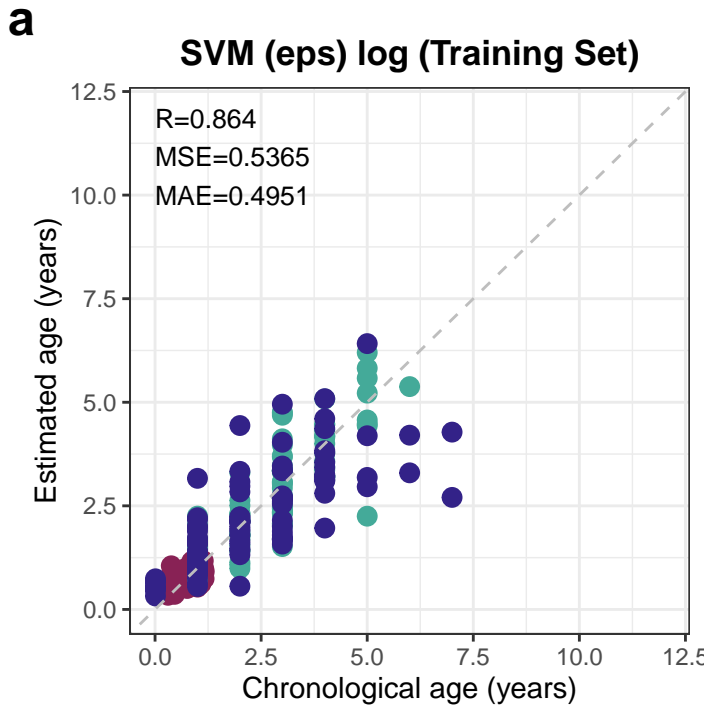 a
SVM (eps) log (Training Set)
R=0.864
MSE=0.5365
MAE=0.4951
12.5
10.0
7.5
5.0
2.5
0.0
Estimated age (years)
0.0 2.5 5.0 7.5 10.0 12.5
Chronological age (years)